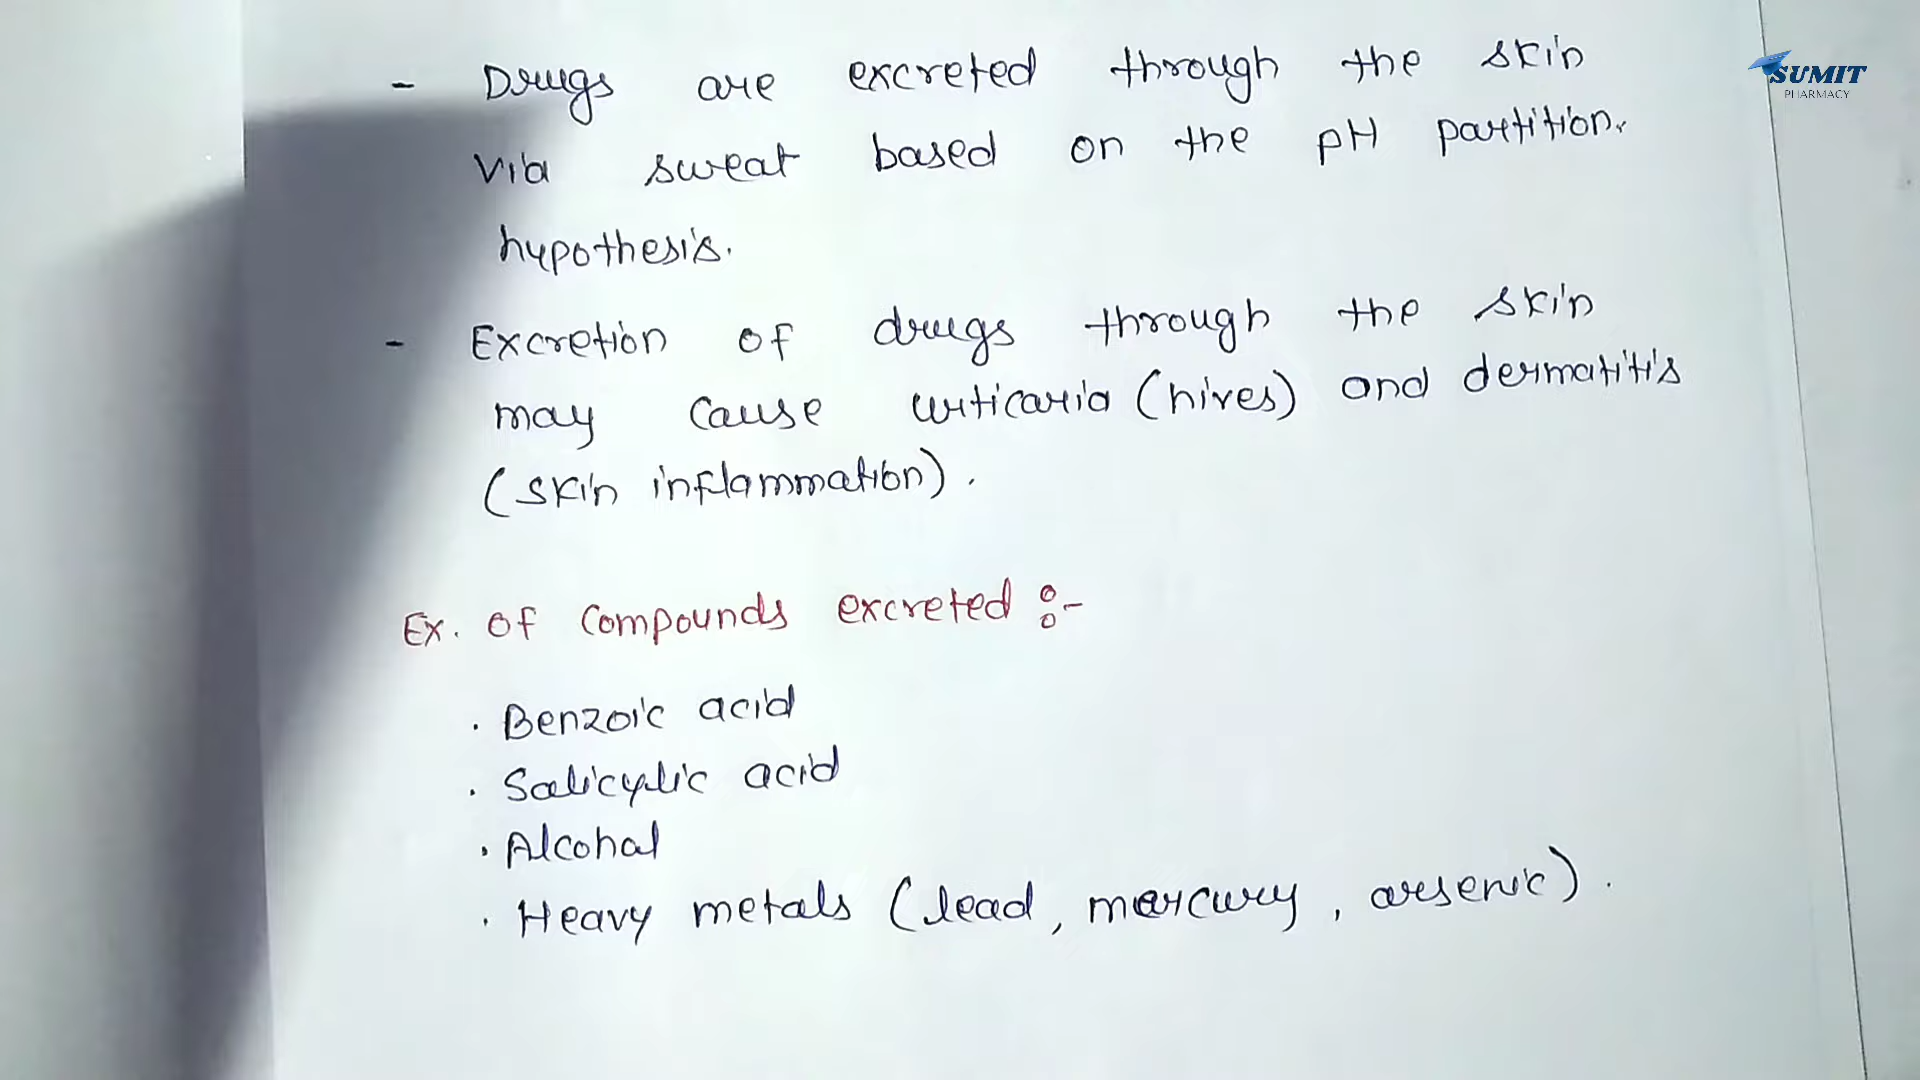 - Drugs are excreted through the skin
via sweat based on the pH partition.
hypothesis.
- Excretion of drugs through the skin
may cause urticaria (hives) and dermatitis
(skin inflammation).
Ex. of compounds excreted :-
. Benzoic acid
. Salicylic acid
. Alcohal
. Heavy metals (lead, mercury, arsenic).
SUMIT
PHARMACY